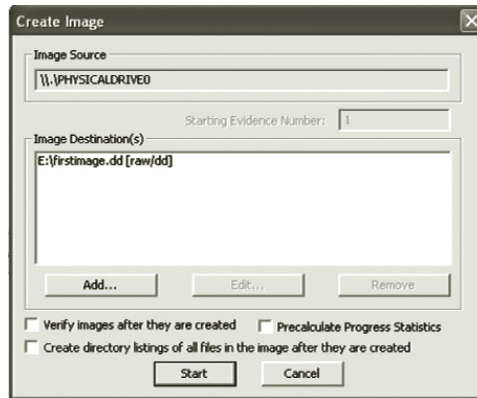 Create Image
Image Source
\\.\PHYSICALDRIVE0
Starting Evidence Number: 1
Image Destination(s)
E:\firstimage.dd [raw/dd]
Add... Edit... Remove
Verify images after they are created Precalculate Progress Statistics
Create directory listings of all files in the image after they are created
Start Cancel